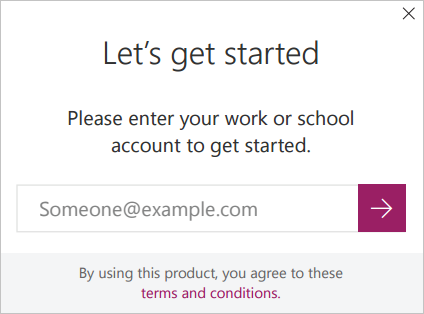 Let's get started
Please enter your work or school
account to get started.
Someone@example.com
By using this product, you agree to these
terms and conditions.